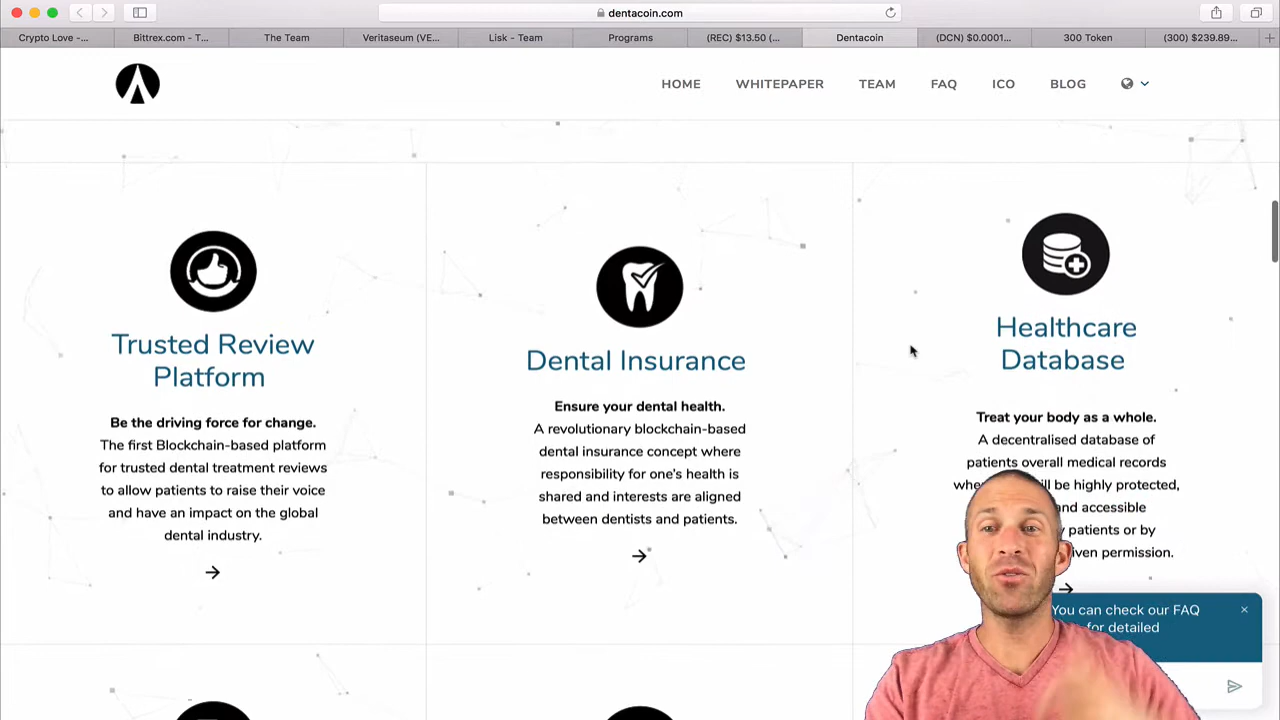 dentacoin.com
Crypto Love -...
Bittrex.com - T...
The Team
Veritaseum (VE...
Lisk - Team
Programs
(REC) $13.50 (...
Dentacoin
(DCN) $0.0001...
300 Token
(300) $239.89...
HOME
WHITEPAPER
TEAM
FAQ
ICO
BLOG
Trusted Review
Platform
Be the driving force for change.
The first Blockchain-based platform
for trusted dental treatment reviews
to allow patients to raise their voice
and have an impact on the global
dental industry.
Dental Insurance
Ensure your dental health.
A revolutionary blockchain-based
dental insurance concept where
responsibility for one's health is
shared and interests are aligned
between dentists and patients.
Healthcare
Database
Treat your body as a whole.
A decentralised database of
patients overall medical records
ill be highly protected,
and accessible
y patients or by
iven permission.
You can check our FAQ
for detailed